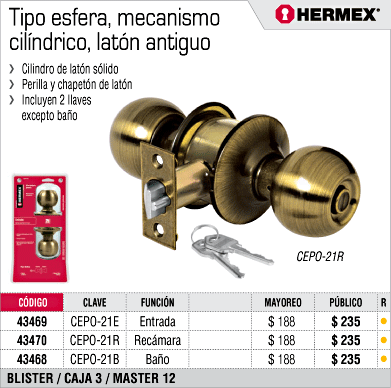 Tipo esfera, mecanismo
cilíndrico, latón antiguo
HERMEX®
Cilindro de latón sólido
Perilla y chapetón de latón
Incluyen 2 llaves
excepto baño
HERMEX
CEPO-21R
CÓDIGO CLAVE FUNCIÓN MAYOREO PÚBLICO R
43469 CEPO-21E Entrada $ 188 $ 235
43470 CEPO-21R Recámara $ 188 $ 235
43468 CEPO-21B Baño $ 188 $ 235
BLISTER / CAJA 3 / MASTER 12